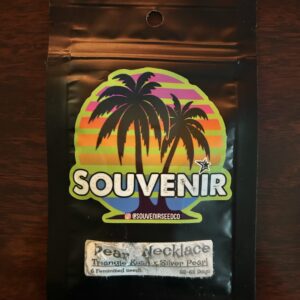 SOUVENIR
@SOUVENIRSEEDCO
Pearl Necklace
Triangle Kush x Silver Pearl
6 Feminized seeds